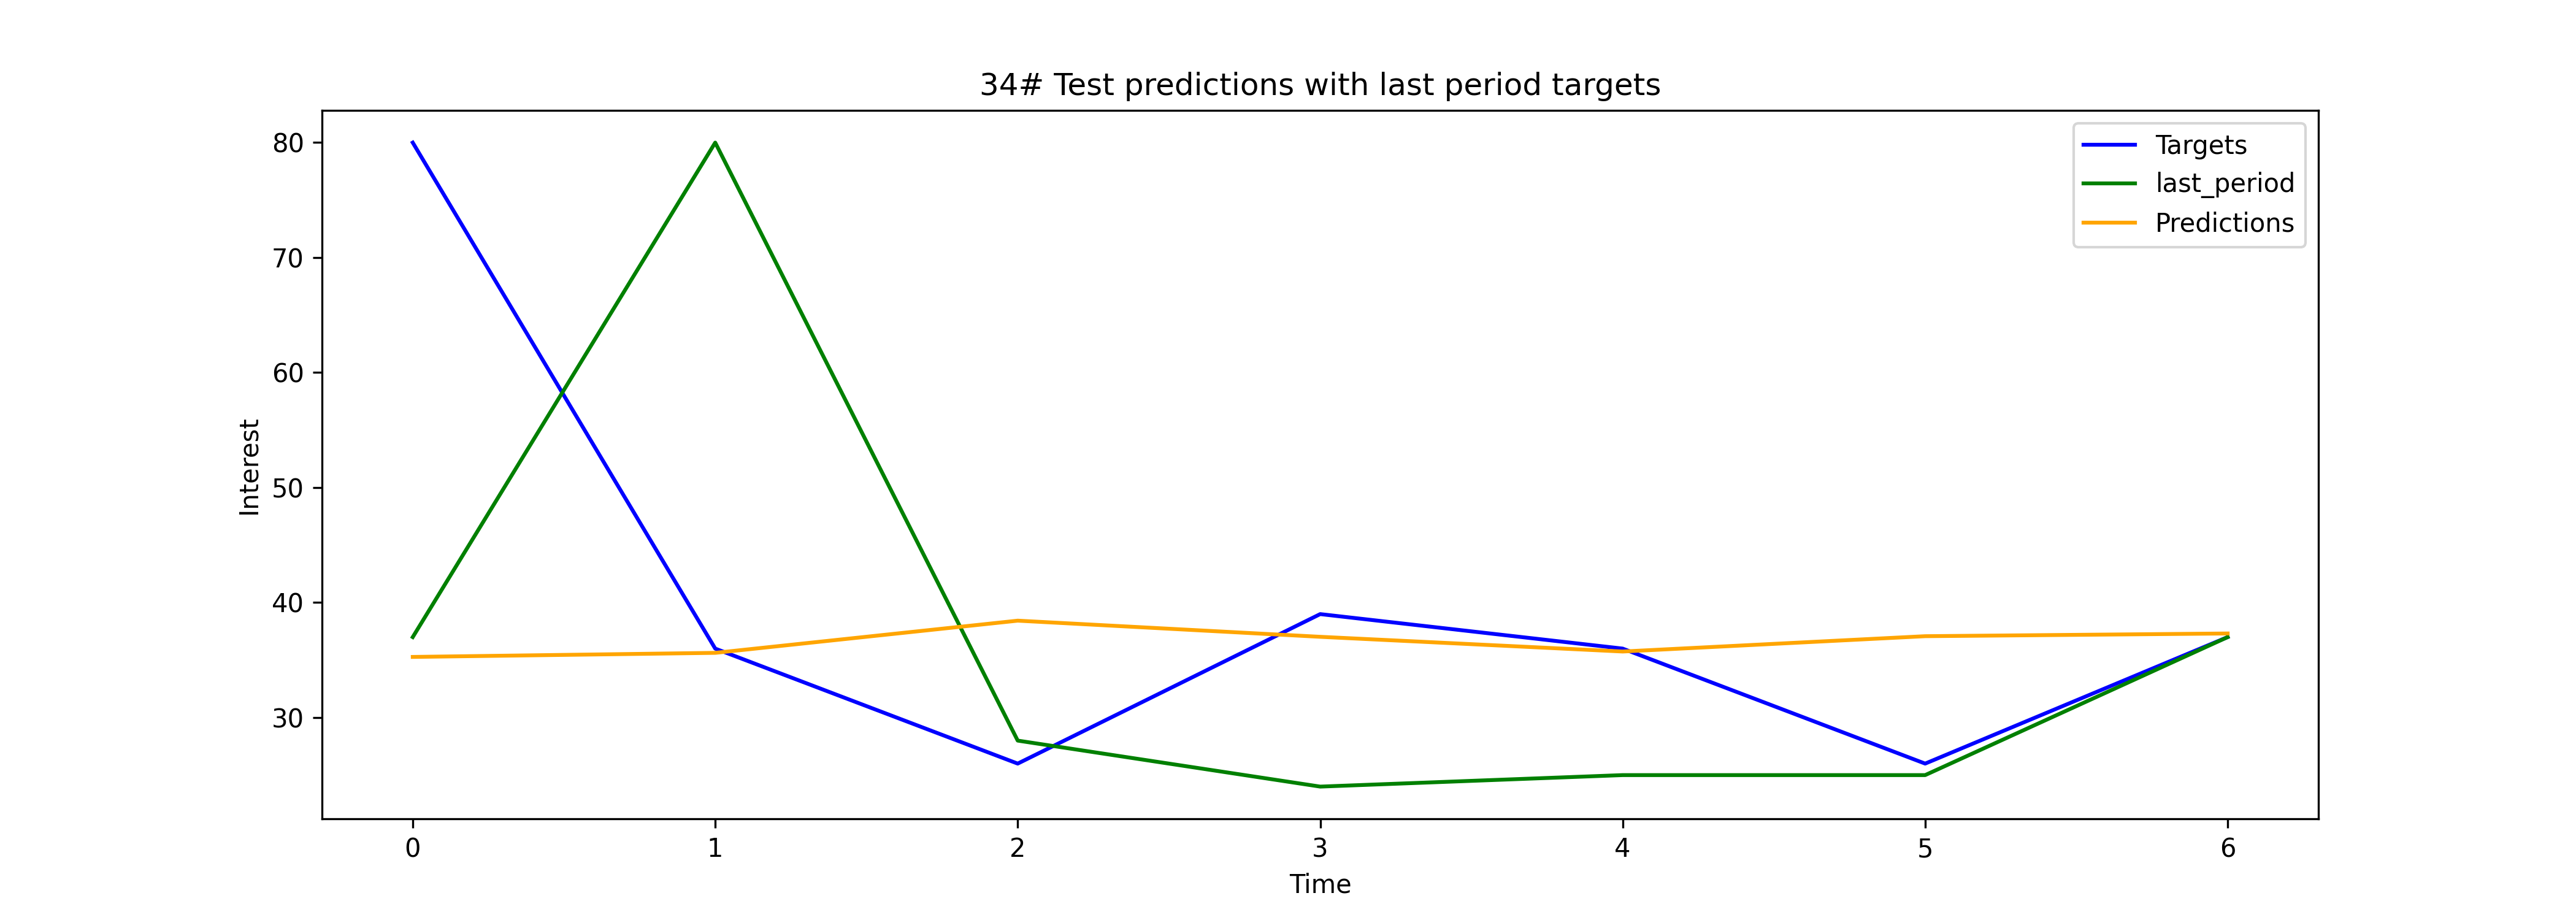 34# Test predictions with last period targets
Targets
last_period
Predictions
80
70
60
50
40
30
Interest
0 1 2 3 4 5 6
Time